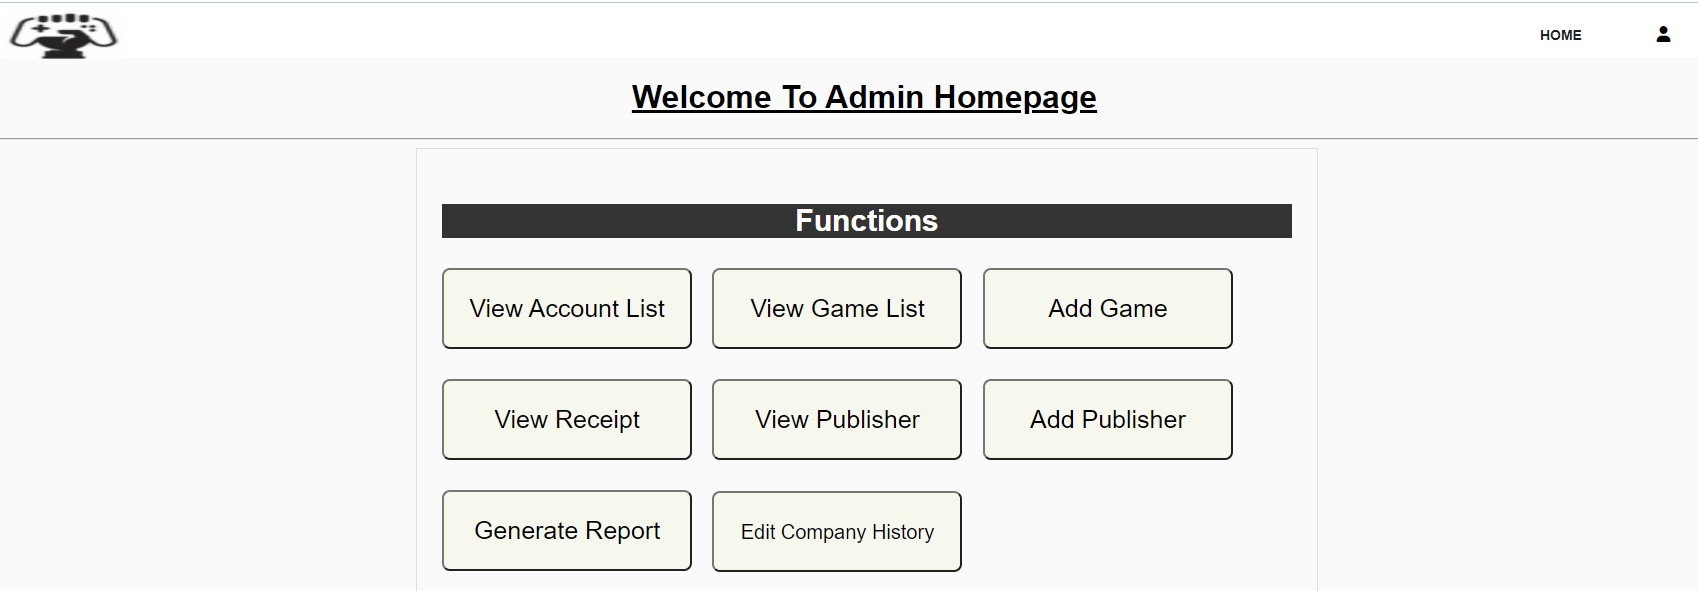 HOME
Welcome To Admin Homepage
Functions
View Account List
View Game List
Add Game
View Receipt
View Publisher
Add Publisher
Generate Report
Edit Company History